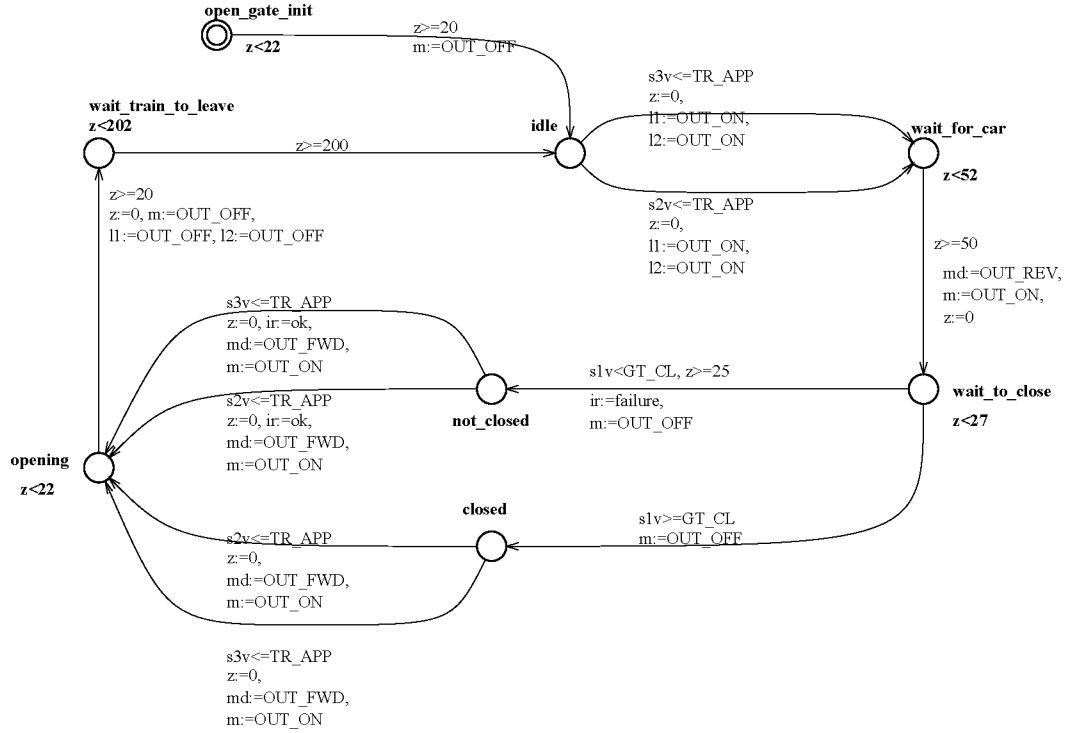 open_gate_init
z<22
z>=20
m:=OUT_OFF
wait_train_to_leave
z<202
z>=200
idle
s3v<=TR_APP
z:=0,
l1:=OUT_ON,
l2:=OUT_ON
wait_for_car
z<52
s2v<=TR_APP
z:=0,
l1:=OUT_ON,
l2:=OUT_ON
z>=20
z:=0, m:=OUT_OFF,
l1:=OUT_OFF, l2:=OUT_OFF
z>=50
md:=OUT_REV,
m:=OUT_ON,
z:=0
s3v<=TR_APP
z:=0, ir:=ok,
md:=OUT_FWD,
m:=OUT_ON
s1v<GT_CL, z>=25
ir:=failure,
m:=OUT_OFF
wait_to_close
z<27
not_closed
s2v<=TR_APP
z:=0, ir:=ok,
md:=OUT_FWD,
m:=OUT_ON
opening
z<22
closed
s1v>=GT_CL
m:=OUT_OFF
s2v<=TR_APP
z:=0,
md:=OUT_FWD,
m:=OUT_ON
s3v<=TR_APP
z:=0,
md:=OUT_FWD,
m:=OUT_ON